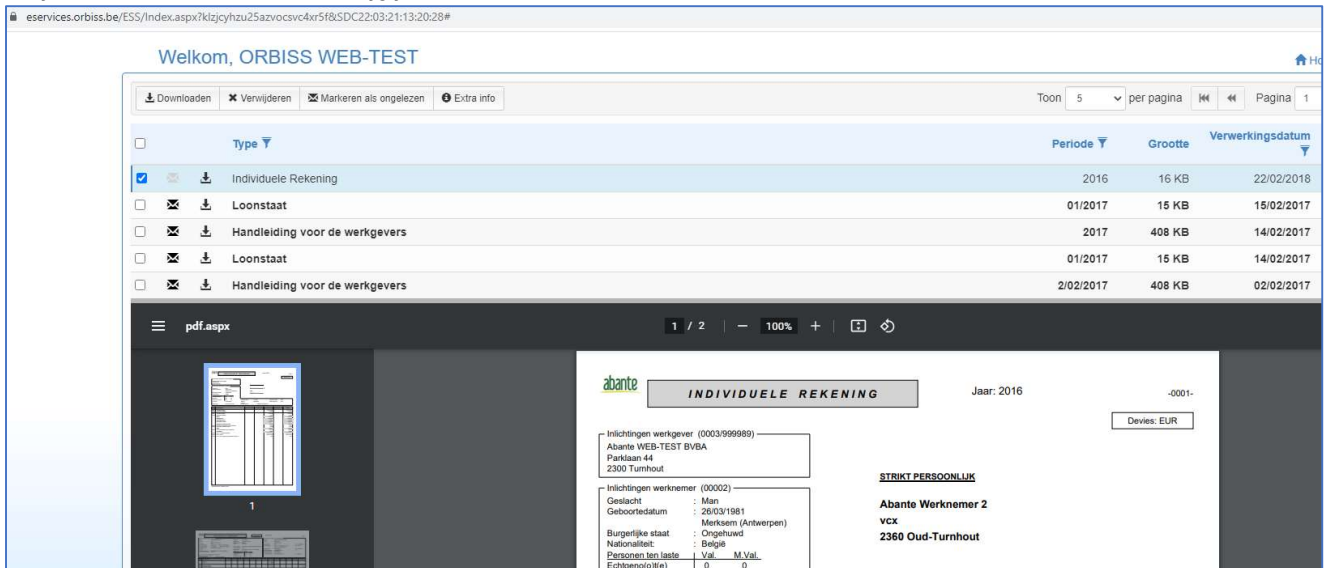 eservices.orbiss.be/ESS/Index.aspx?klzjcyhzu25azvocsvc4xr5f8&SDC22:03:21:13:20:28#
Welkom, ORBISS WEB-TEST
Downloaden Verwijderen Markeren als ongelezen Extra info Toon 5 per pagina Pagina 1
Type Periode Grootte Verwerkingsdatum
Individuele Rekening 2016 16 KB 22/02/2018
Loonstaat 01/2017 15 KB 15/02/2017
Handleiding voor de werkgevers 2017 408 KB 14/02/2017
Loonstaat 01/2017 15 KB 14/02/2017
Handleiding voor de werkgevers 2/02/2017 408 KB 02/02/2017
pdf.aspx 1 / 2 100%
1
abante INDIVIDUELE REKENING Jaar: 2016 -0001-
Devies: EUR
Inlichtingen werkgever (0003/999989)
Abante WEB-TEST BVBA
Parklaan 44
2300 Turnhout
STRIKT PERSOONLIJK
Inlichtingen werknemer (00002)
Geslacht : Man
Abante Werknemer 2
Geboortedatum : 26/03/1981
Merksem (Antwerpen)
vcx
Burgerlijke staat : Ongehuwd
2360 Oud-Turnhout
Nationaliteit: : België
Personen ten laste Val. M.Val.
Echtgeno(o)t(e) 0 0